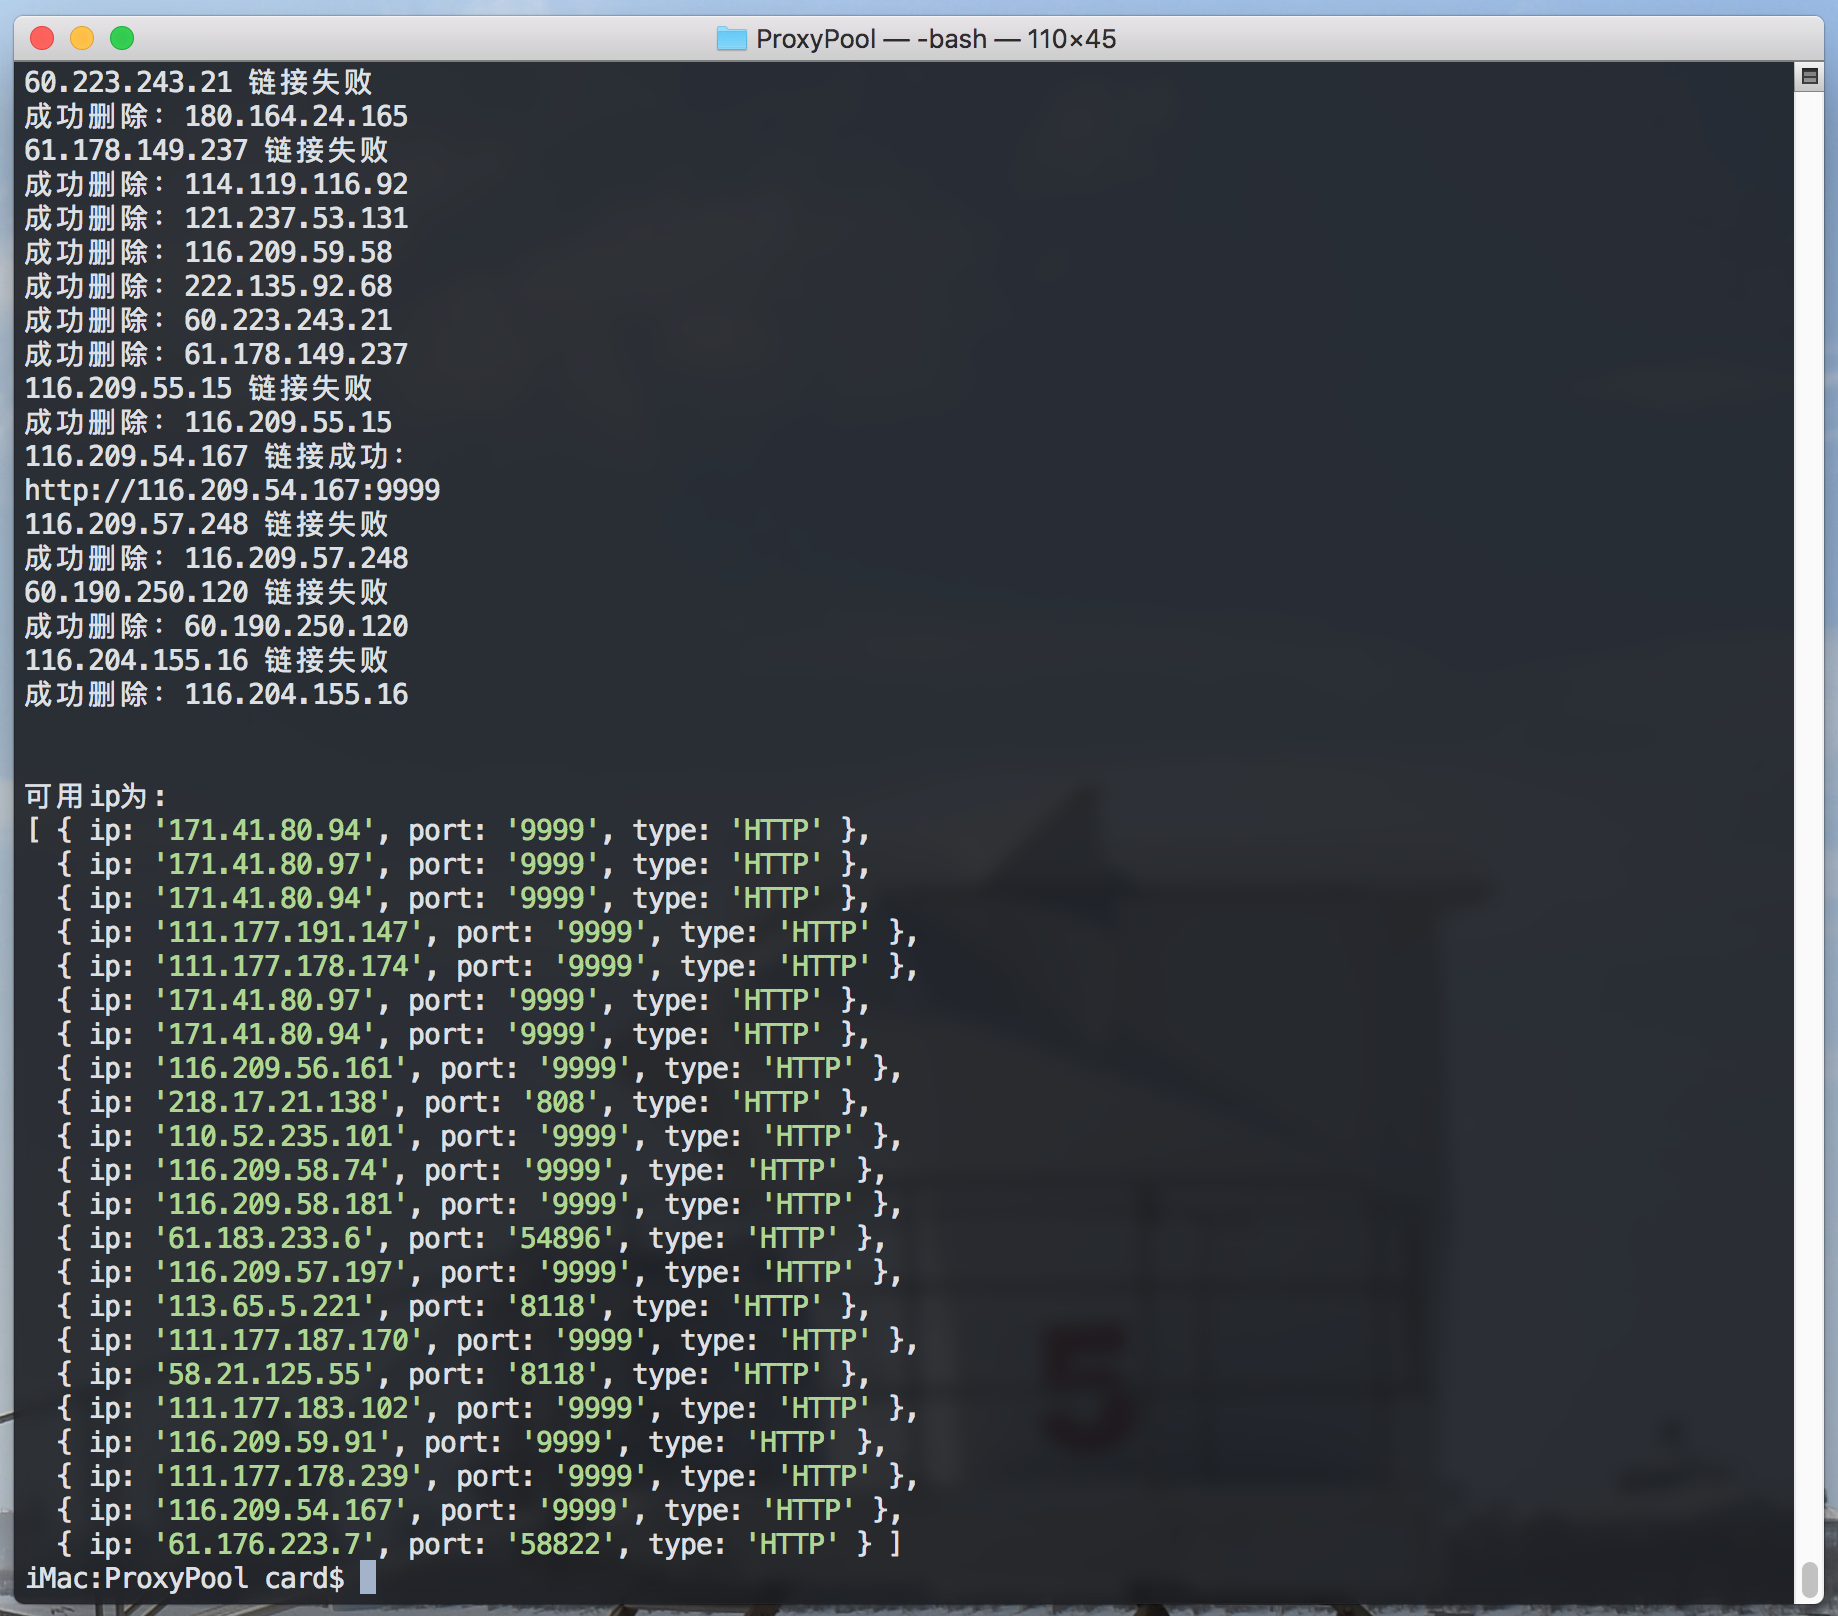 ProxyPool — -bash — 110×45
60.223.243.21 链接失败
成功删除: 180.164.24.165
61.178.149.237 链接失败
成功删除: 114.119.116.92
成功删除: 121.237.53.131
成功删除: 116.209.59.58
成功删除: 222.135.92.68
成功删除: 60.223.243.21
成功删除: 61.178.149.237
116.209.55.15 链接失败
成功删除: 116.209.55.15
116.209.54.167 链接成功:
http://116.209.54.167:9999
116.209.57.248 链接失败
成功删除: 116.209.57.248
60.190.250.120 链接失败
成功删除: 60.190.250.120
116.204.155.16 链接失败
成功删除: 116.204.155.16
可用ip为:
[ { ip: '171.41.80.94', port: '9999', type: 'HTTP' },
{ ip: '171.41.80.97', port: '9999', type: 'HTTP' },
{ ip: '171.41.80.94', port: '9999', type: 'HTTP' },
{ ip: '111.177.191.147', port: '9999', type: 'HTTP' },
{ ip: '111.177.178.174', port: '9999', type: 'HTTP' },
{ ip: '171.41.80.97', port: '9999', type: 'HTTP' },
{ ip: '171.41.80.94', port: '9999', type: 'HTTP' },
{ ip: '116.209.56.161', port: '9999', type: 'HTTP' },
{ ip: '218.17.21.138', port: '808', type: 'HTTP' },
{ ip: '110.52.235.101', port: '9999', type: 'HTTP' },
{ ip: '116.209.58.74', port: '9999', type: 'HTTP' },
{ ip: '116.209.58.181', port: '9999', type: 'HTTP' },
{ ip: '61.183.233.6', port: '54896', type: 'HTTP' },
{ ip: '116.209.57.197', port: '9999', type: 'HTTP' },
{ ip: '113.65.5.221', port: '8118', type: 'HTTP' },
{ ip: '111.177.187.170', port: '9999', type: 'HTTP' },
{ ip: '58.21.125.55', port: '8118', type: 'HTTP' },
{ ip: '111.177.183.102', port: '9999', type: 'HTTP' },
{ ip: '116.209.59.91', port: '9999', type: 'HTTP' },
{ ip: '111.177.178.239', port: '9999', type: 'HTTP' },
{ ip: '116.209.54.167', port: '9999', type: 'HTTP' },
{ ip: '61.176.223.7', port: '58822', type: 'HTTP' } ]
iMac:ProxyPool card$
5